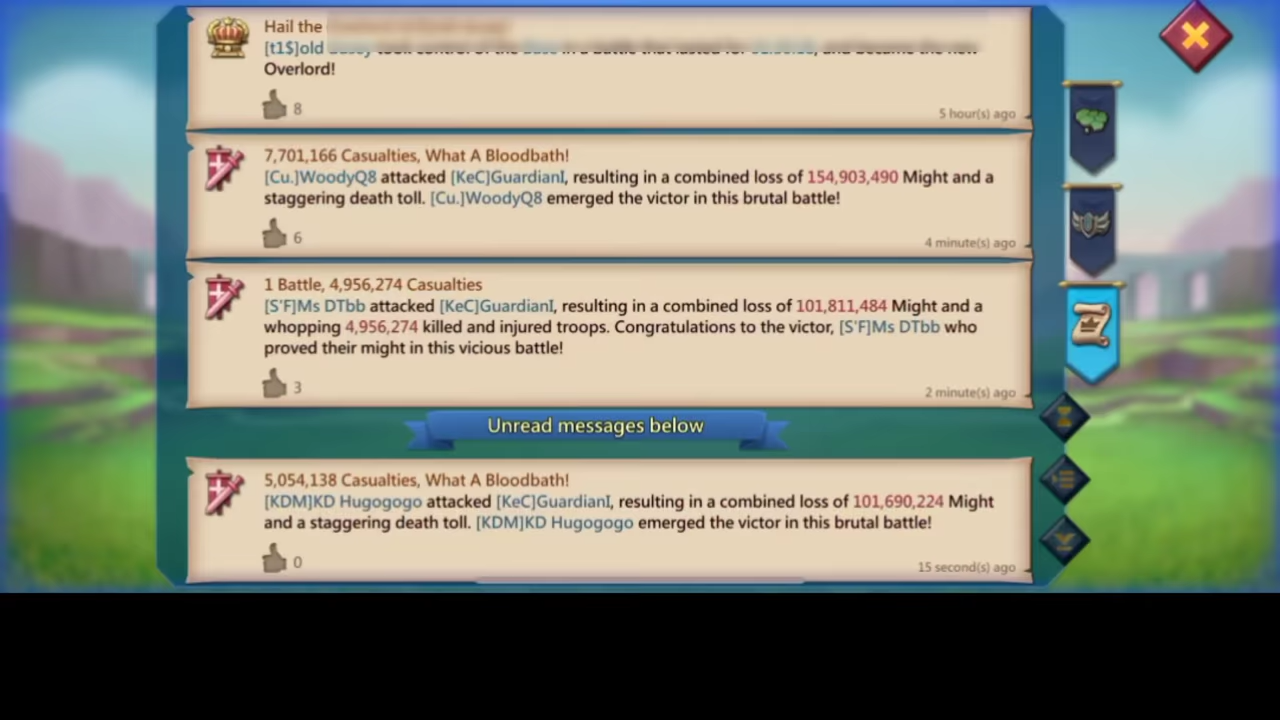 Hail the
[t1$]old
Overlord!
8
5 hour(s) ago
7,701,166 Casualties, What A Bloodbath!
[Cu.]WoodyQ8 attacked [KeC]GuardianI, resulting in a combined loss of 154,903,490 Might and a
staggering death toll. [Cu.]WoodyQ8 emerged the victor in this brutal battle!
6
4 minute(s) ago
1 Battle, 4,956,274 Casualties
[S'F]Ms DTbb attacked [KeC]GuardianI, resulting in a combined loss of 101,811,484 Might and a
whopping 4,956,274 killed and injured troops. Congratulations to the victor, [S'F]Ms DTbb who
proved their might in this vicious battle!
3
2 minute(s) ago
Unread messages below
5,054,138 Casualties, What A Bloodbath!
[KDM]KD Hugogogo attacked [KeC]GuardianI, resulting in a combined loss of 101,690,224 Might
and a staggering death toll. [KDM]KD Hugogogo emerged the victor in this brutal battle!
0
15 second(s) ago